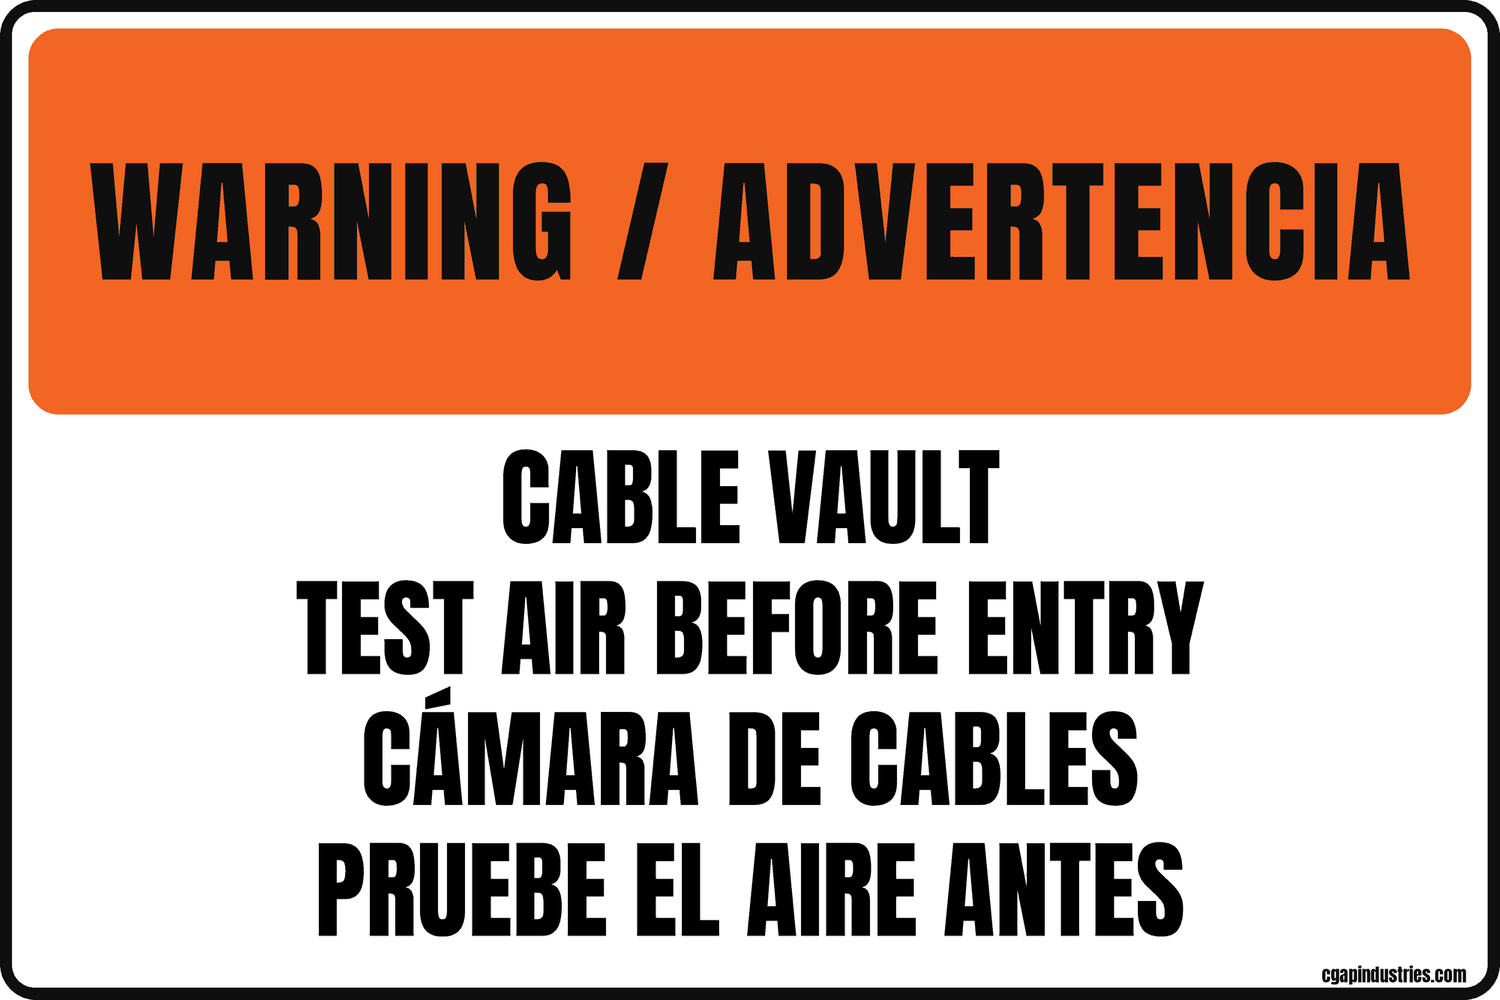 WARNING / ADVERTENCIA
CABLE VAULT
TEST AIR BEFORE ENTRY
CÁMARA DE CABLES
PRUEBE EL AIRE ANTES
cgapindustries.com